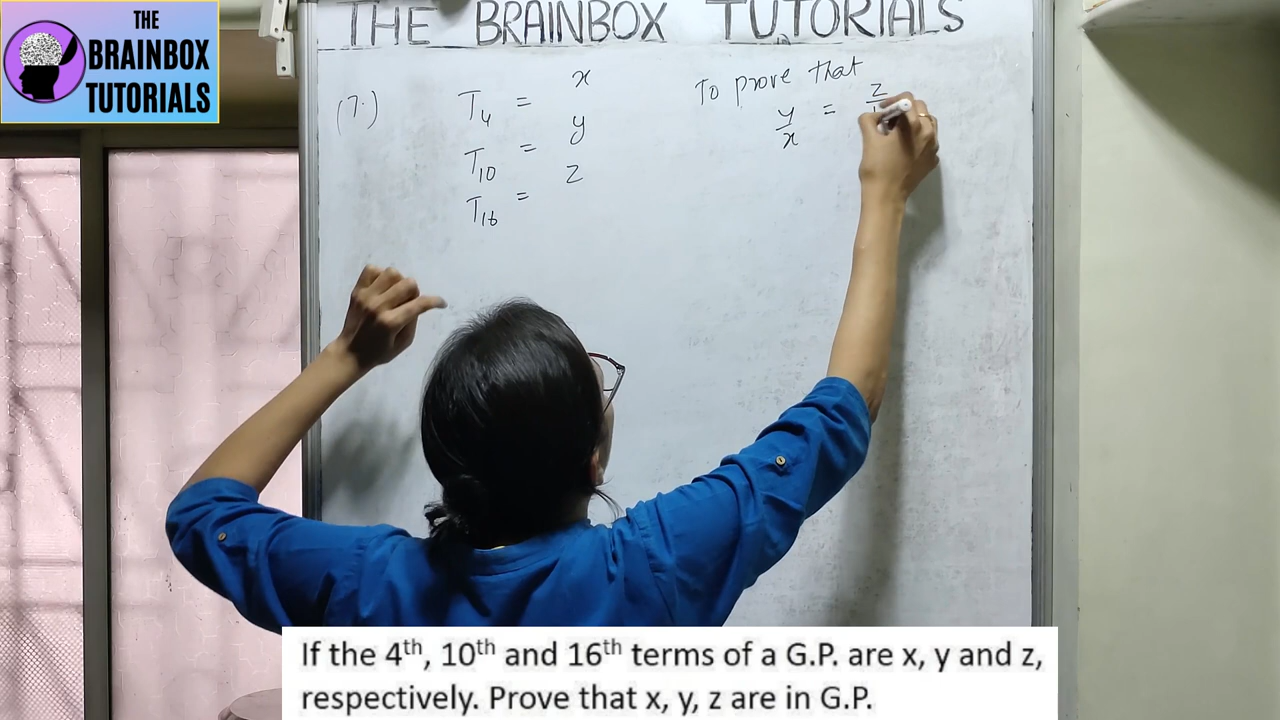 THE
BRAINBOX
TUTORIALS
THE BRAINBOX TUTORIALS
(7.) T4 = x
T10 = y
T16 = z
To prove that
y/x = z/
If the 4th, 10th and 16th terms of a G.P. are x, y and z,
respectively. Prove that x, y, z are in G.P.